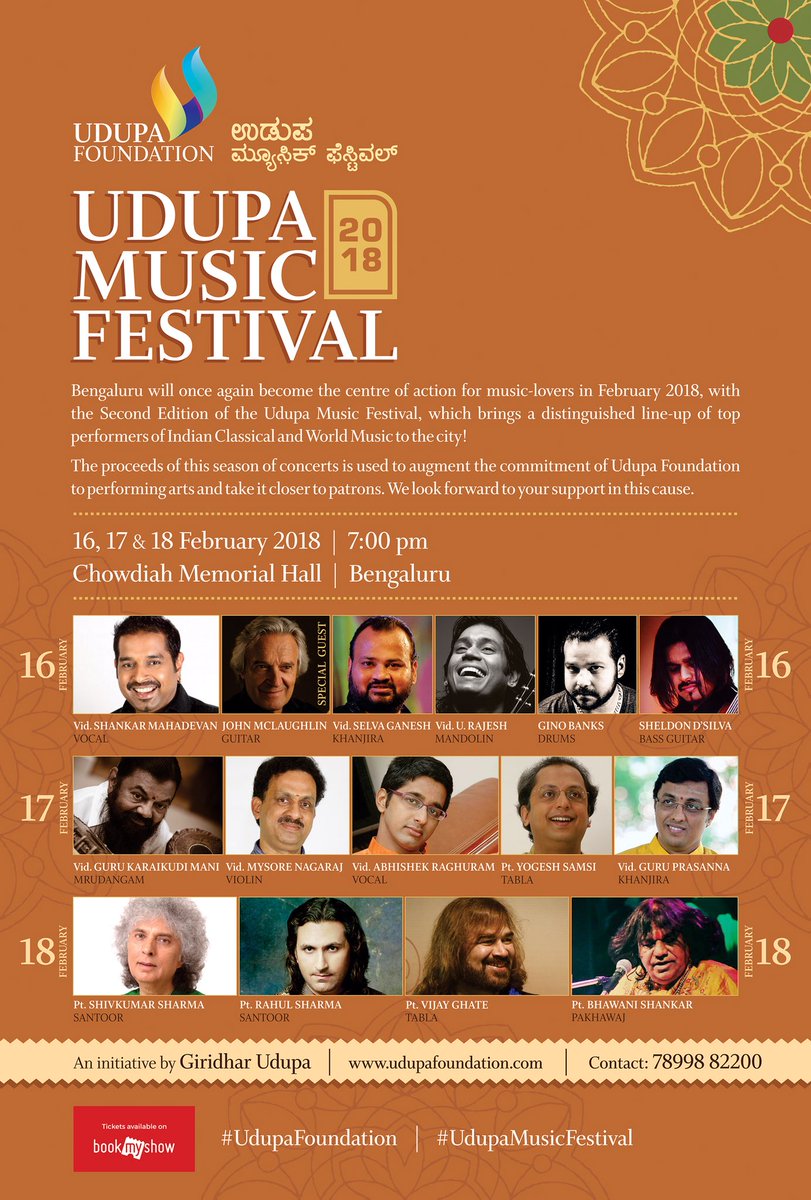 UDUPA
FOUNDATION
ಉಡುಪ
ಮ್ಯೂಸಿಕ್ ಫೆಸ್ಟಿವಲ್
UDUPA
MUSIC
FESTIVAL
20
18
Bengaluru will once again become the centre of action for music-lovers in February 2018, with
the Second Edition of the Udupa Music Festival, which brings a distinguished line-up of top
performers of Indian Classical and World Music to the city!
The proceeds of this season of concerts is used to augment the commitment of Udupa Foundation
to performing arts and take it closer to patrons. We look forward to your support in this cause.
16, 17 & 18 February 2018 | 7:00 pm
Chowdiah Memorial Hall | Bengaluru
16 FEBRUARY
SPECIAL GUEST
FEBRUARY 16
Vid. SHANKAR MAHADEVAN
VOCAL
JOHN MCLAUGHLIN
GUITAR
Vid. SELVA GANESH
KHANJIRA
Vid. U. RAJESH
MANDOLIN
GINO BANKS
DRUMS
SHELDON D'SILVA
BASS GUITAR
17 FEBRUARY
FEBRUARY 17
Vid. GURU KARAIKUDI MANI
MRUDANGAM
Vid. MYSORE NAGARAJ
VIOLIN
Vid. ABHISHEK RAGHURAM
VOCAL
Pt. YOGESH SAMSI
TABLA
Vid. GURU PRASANNA
KHANJIRA
18 FEBRUARY
FEBRUARY 18
Pt. SHIVKUMAR SHARMA
SANTOOR
Pt. RAHUL SHARMA
SANTOOR
Pt. VIJAY GHATE
TABLA
Pt. BHAWANI SHANKAR
PAKHAWAJ
An initiative by Giridhar Udupa | www.udupafoundation.com | Contact: 78998 82200
Tickets available on
bookmyshow
#UdupaFoundation | #UdupaMusicFestival